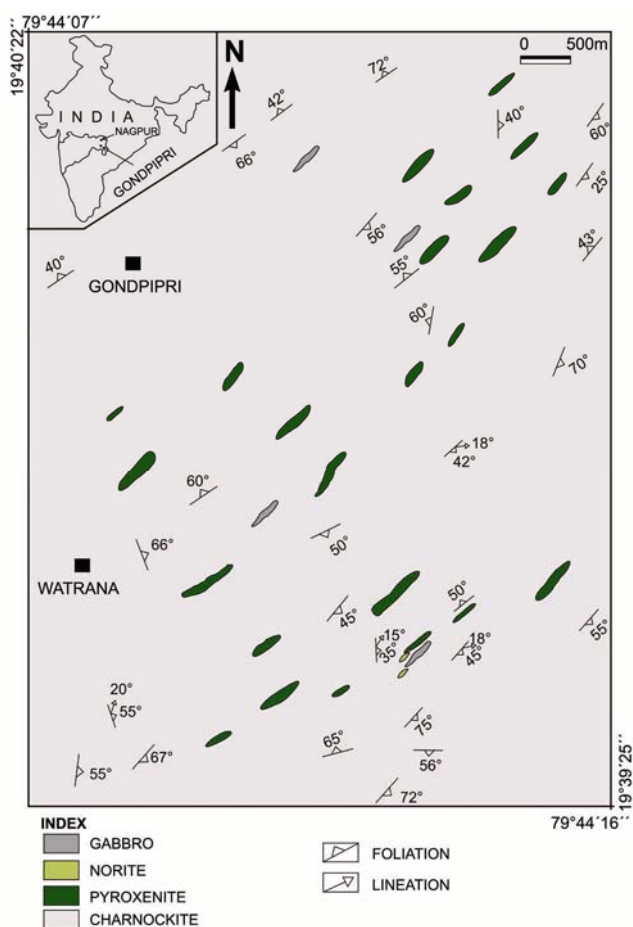 79°44´07´´
19°40´22´´
N
0 500m
INDIA
NAGPUR
GONDPIPRI
72°
42°
40°
60°
66°
25°
56°
43°
55°
40°
GONDPIPRI
60°
70°
18°
42°
60°
50°
66°
WATRANA
50°
45°
15°
35°
18°
45°
55°
20°
55°
75°
65°
67°
56°
55°
72°
19°39´25´´
79°44´16´´
INDEX
GABBRO
NORITE
PYROXENITE
CHARNOCKITE
FOLIATION
LINEATION